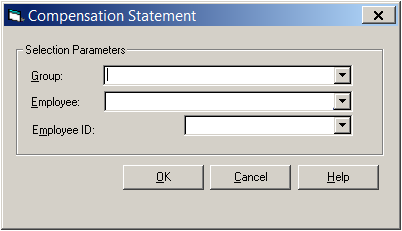 Compensation Statement
Selection Parameters
Group:
Employee:
Employee ID:
OK Cancel Help